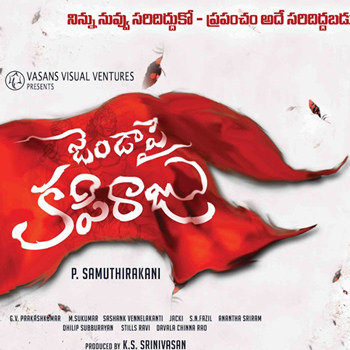 నిన్ను నువ్వు సరిదిద్దుకో - ప్రపంచం అదే సరిదిద్దబడు
VASANS VISUAL VENTURES
PRESENTS
జెండాపై
కపిరాజు
P. SAMUTHIRAKANI
G.V. PRAKASHKUMAR M.SUKUMAR SASHANK VENNELAKANTI JACKI S.N.FAZIL ANANTHA SRIRAM
DHILIP SUBBURAYAN STILLS RAVI DAVALA CHINNA RAO
PRODUCED BY K.S. SRINIVASAN